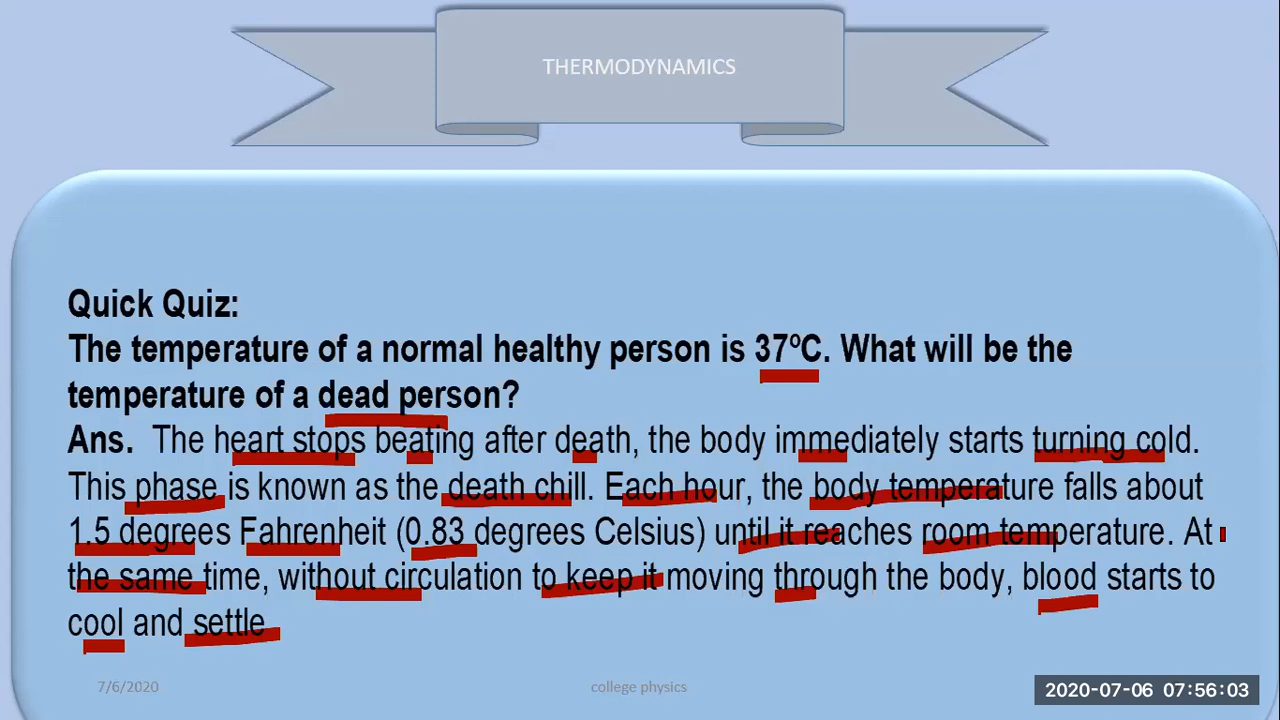 THERMODYNAMICS
Quick Quiz:
The temperature of a normal healthy person is 37ºC. What will be the
temperature of a dead person?
Ans.  The heart stops beating after death, the body immediately starts turning cold.
This phase is known as the death chill. Each hour, the body temperature falls about
1.5 degrees Fahrenheit (0.83 degrees Celsius) until it reaches room temperature. At
the same time, without circulation to keep it moving through the body, blood starts to
cool and settle
7/6/2020
college physics
2020-07-06 07:56:03